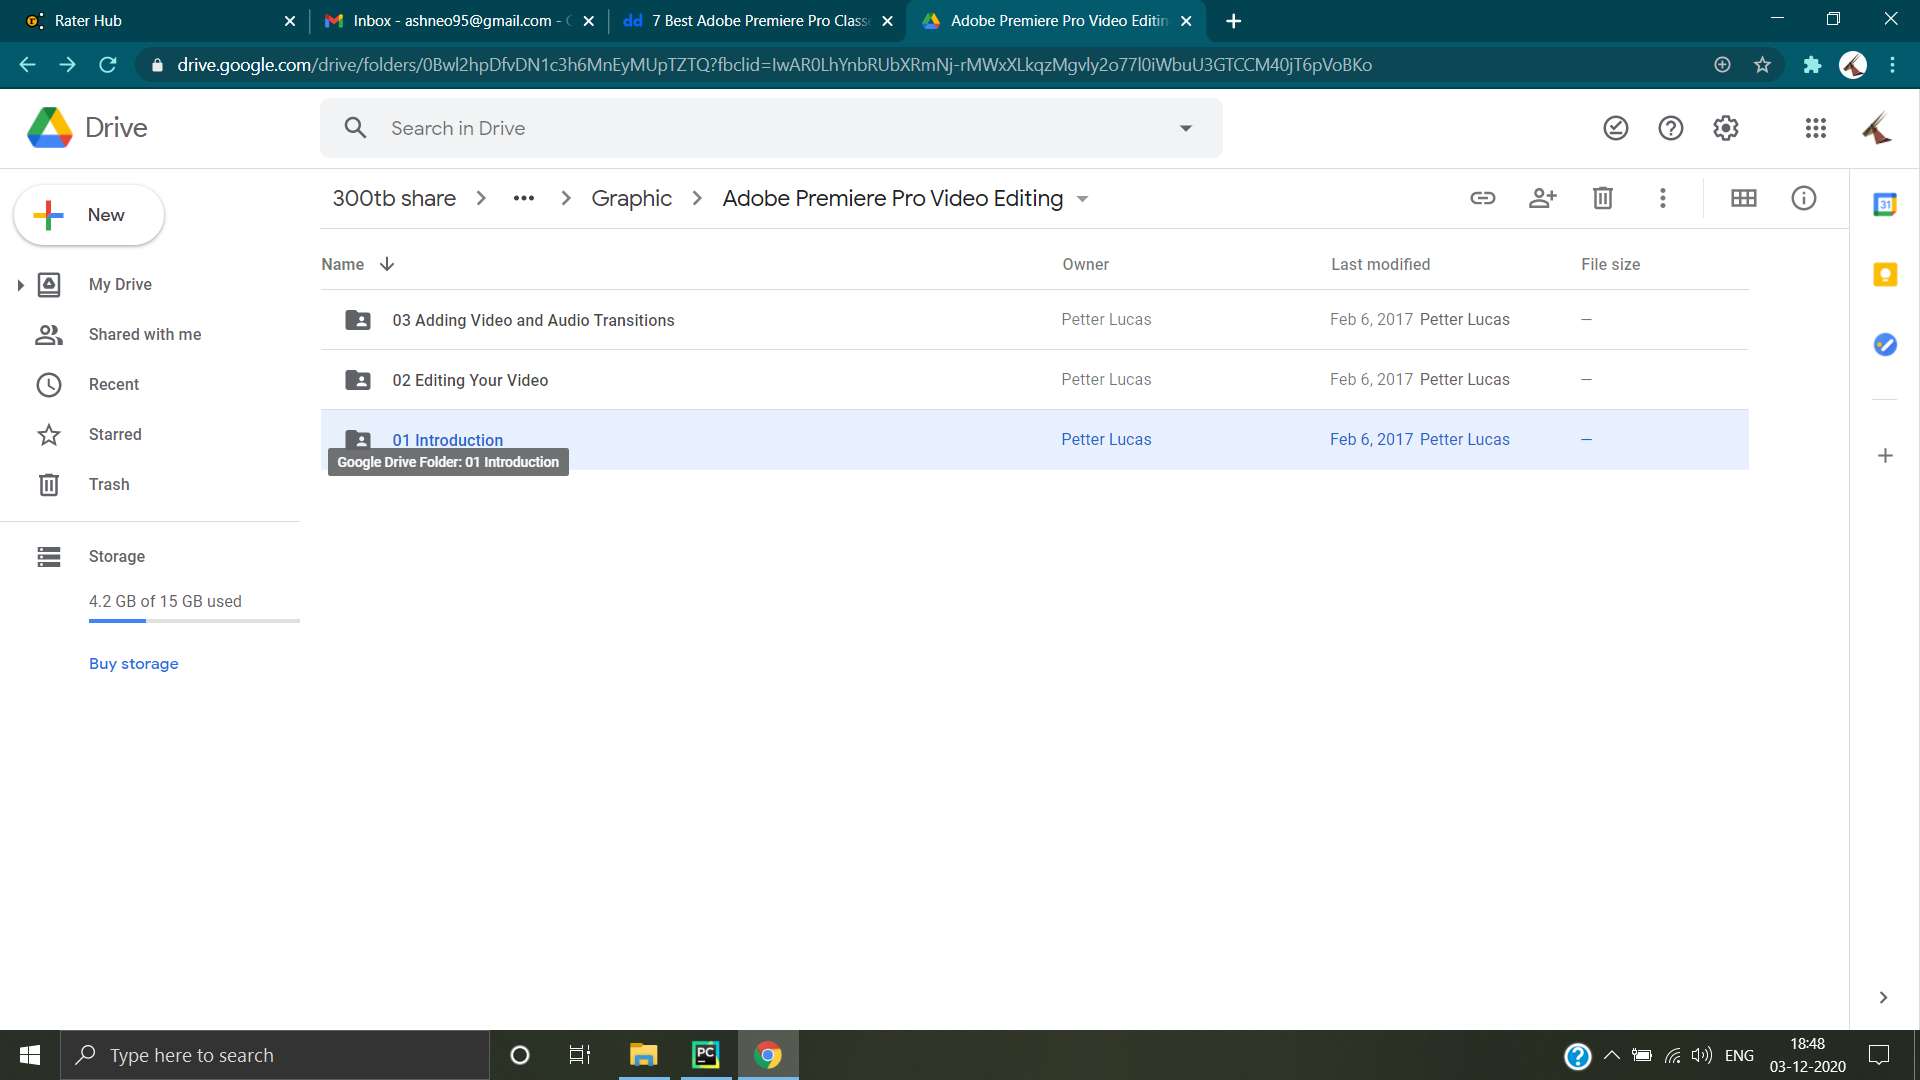 Rater Hub
Inbox - ashneo95@gmail.com -
dd 7 Best Adobe Premiere Pro Class
Adobe Premiere Pro Video Editin
drive.google.com/drive/folders/0Bwl2hpDfvDN1c3h6MnEyMUpTZTQ?fbclid=IwAR0LhYnbRUbXRmNj-rMWxXLkqzMgvly2o77l0iWbuU3GTCCM40jT6pVoBKo
Drive
Search in Drive
New
300tb share
Graphic
Adobe Premiere Pro Video Editing
31
My Drive
Shared with me
Recent
Starred
Trash
Storage
4.2 GB of 15 GB used
Buy storage
Name Owner Last modified File size
03 Adding Video and Audio Transitions Petter Lucas Feb 6, 2017 Petter Lucas —
02 Editing Your Video Petter Lucas Feb 6, 2017 Petter Lucas —
01 Introduction Petter Lucas Feb 6, 2017 Petter Lucas —
Google Drive Folder: 01 Introduction
Type here to search
PC
ENG
18:48
03-12-2020